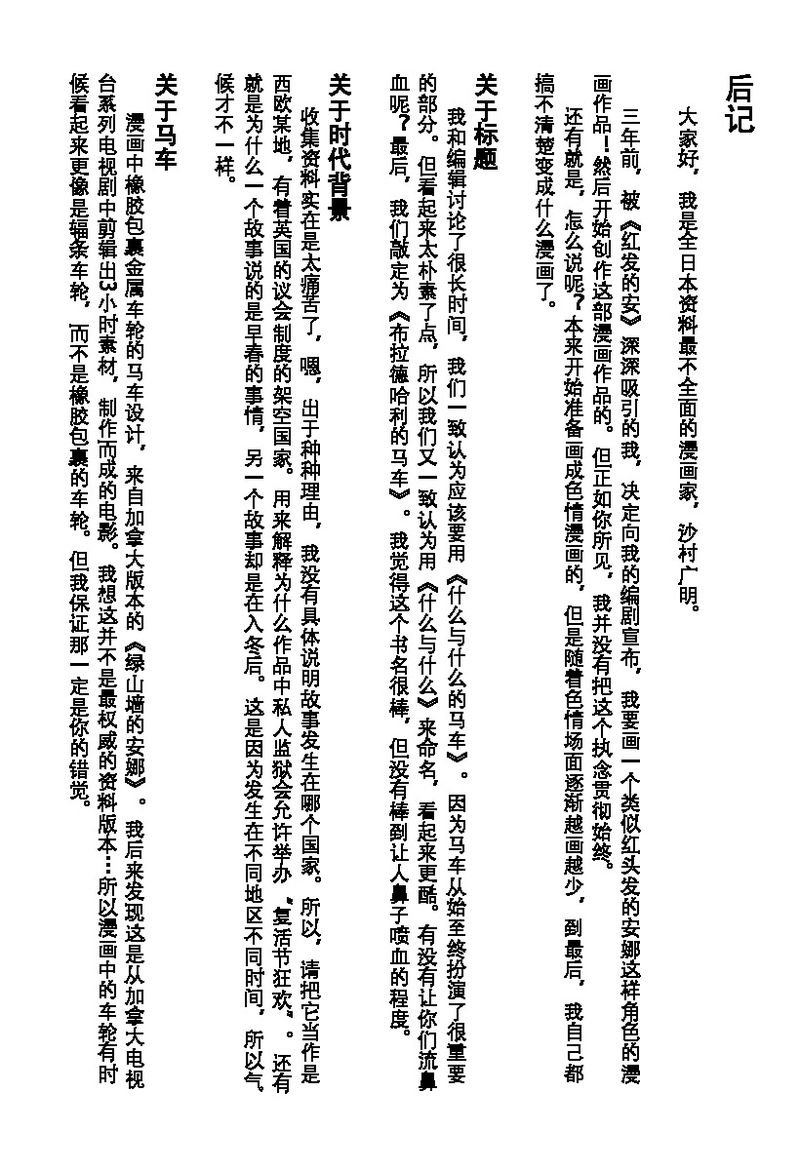 后记
大家好，我是全日本资料最不全面的漫画家，沙村广明。
三年前，被《红发的安》深深吸引的我，决定向我的编剧宣布，我要画一个类似红头发的安娜这样角色的漫
画作品！然后开始创作这部漫画作品的。但正如你所见，我并没有把这个执念贯彻始终。
还有就是，怎么说呢？本来开始准备画成色情漫画的，但是随着色情场面逐渐越画越少，到最后，我自己都
搞不清楚变成什么漫画了。
关于标题
我和编辑讨论了很长时间，我们一致认为应该要用《什么与什么的马车》。因为马车从始至终扮演了很重要
的部分。但看起来太朴素了点，所以我们又一致认为用《什么与什么》来命名，看起来更酷。有没有让你们流鼻
血呢？最后，我们敲定为《布拉德哈利的马车》。我觉得这个书名很棒，但没有棒到让人鼻子喷血的程度。
关于时代背景
收集资料实在是太痛苦了，嗯，出于种种理由，我没有具体说明故事发生在哪个国家。所以，请把它当作是
西欧某地，有着英国的议会制度的架空国家。用来解释为什么作品中私人监狱会允许举办〝复活节狂欢〞。还有
就是为什么一个故事说的是早春的事情，另一个故事却是在入冬后。这是因为发生在不同地区不同时间，所以气
候才不一样。
关于马车
漫画中橡胶包裹金属车轮的马车设计，来自加拿大版本的《绿山墙的安娜》。我后来发现这是从加拿大电视
台系列电视剧中剪辑出3小时素材，制作而成的电影。我想这并不是最权威的资料版本…所以漫画中的车轮有时
候看起来更像是辐条车轮，而不是橡胶包裹的车轮。但我保证那一定是你的错觉。